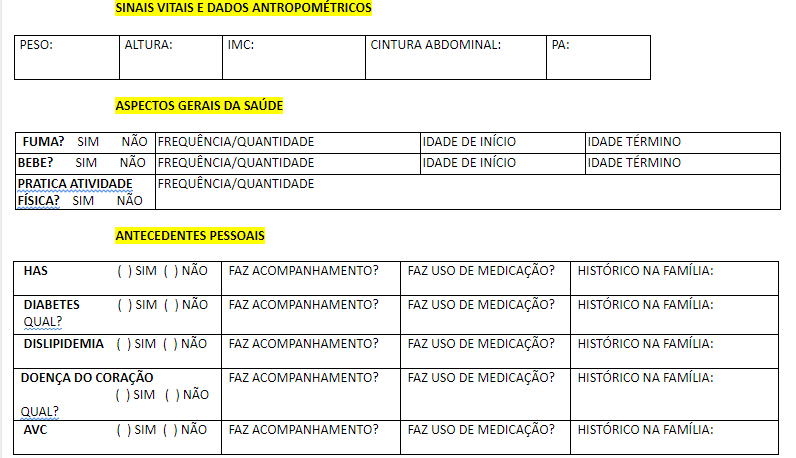 SINAIS VITAIS E DADOS ANTROPOMÉTRICOS
PESO: ALTURA: IMC: CINTURA ABDOMINAL: PA:
ASPECTOS GERAIS DA SAÚDE
FUMA? SIM NÃO FREQUÊNCIA/QUANTIDADE IDADE DE INÍCIO IDADE TÉRMINO
BEBE? SIM NÃO FREQUÊNCIA/QUANTIDADE IDADE DE INÍCIO IDADE TÉRMINO
PRATICA ATIVIDADE FREQUÊNCIA/QUANTIDADE
FÍSICA? SIM NÃO
ANTECEDENTES PESSOAIS
HAS ( ) SIM ( ) NÃO FAZ ACOMPANHAMENTO? FAZ USO DE MEDICAÇÃO? HISTÓRICO NA FAMÍLIA:
DIABETES ( ) SIM ( ) NÃO FAZ ACOMPANHAMENTO? FAZ USO DE MEDICAÇÃO? HISTÓRICO NA FAMÍLIA:
QUAL?
DISLIPIDEMIA ( ) SIM ( ) NÃO FAZ ACOMPANHAMENTO? FAZ USO DE MEDICAÇÃO? HISTÓRICO NA FAMÍLIA:
DOENÇA DO CORAÇÃO FAZ ACOMPANHAMENTO? FAZ USO DE MEDICAÇÃO? HISTÓRICO NA FAMÍLIA:
( ) SIM ( ) NÃO
QUAL?
AVC ( ) SIM ( ) NÃO FAZ ACOMPANHAMENTO? FAZ USO DE MEDICAÇÃO? HISTÓRICO NA FAMÍLIA: